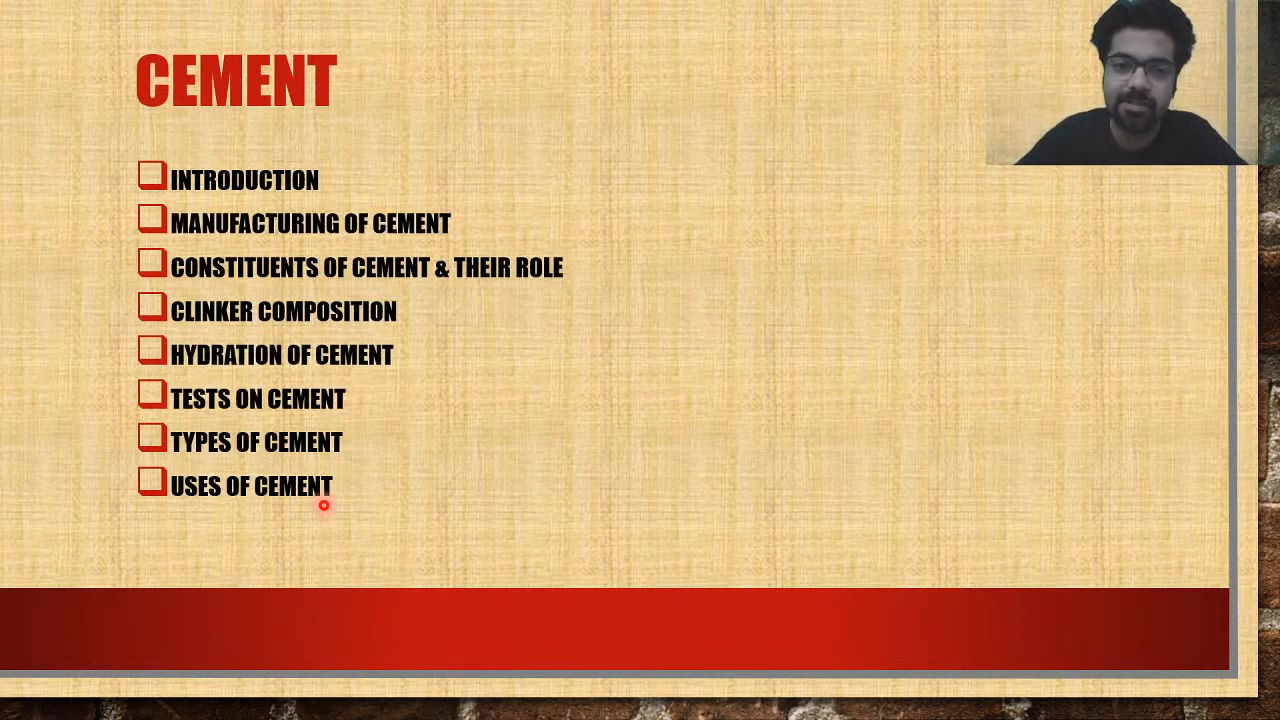 CEMENT
INTRODUCTION
MANUFACTURING OF CEMENT
CONSTITUENTS OF CEMENT & THEIR ROLE
CLINKER COMPOSITION
HYDRATION OF CEMENT
TESTS ON CEMENT
TYPES OF CEMENT
USES OF CEMENT